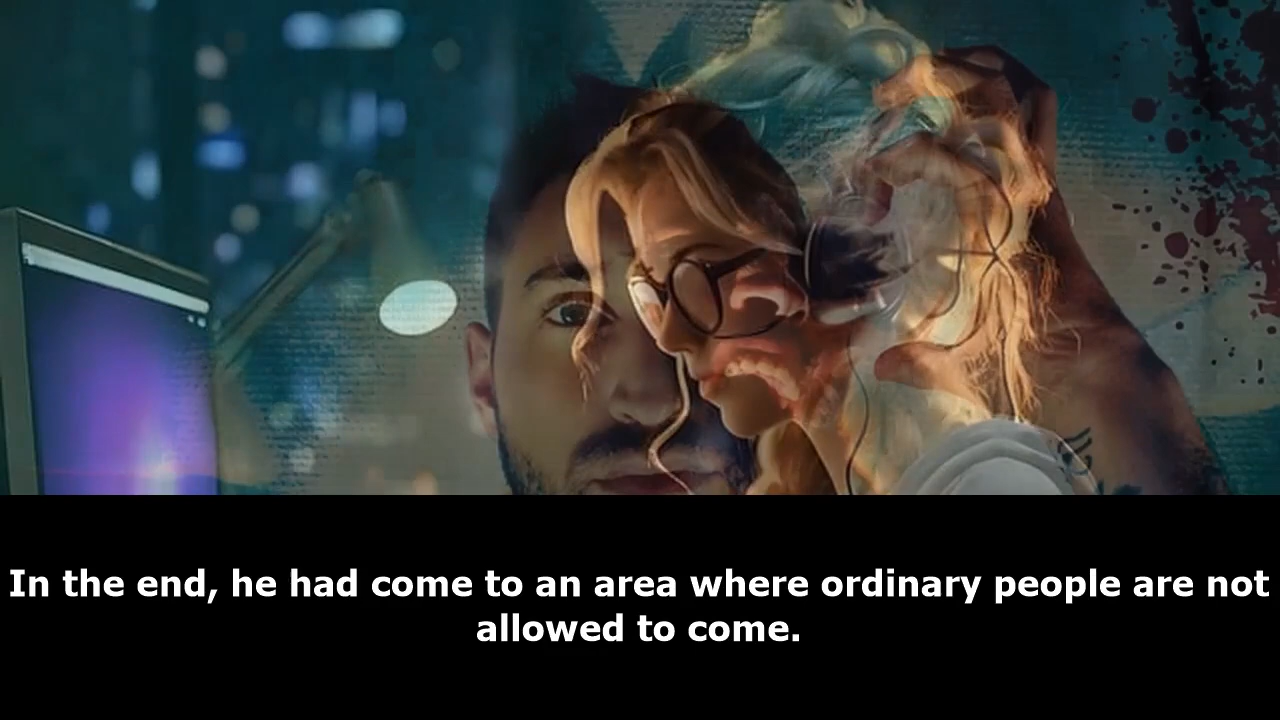 In the end, he had come to an area where ordinary people are not
allowed to come.